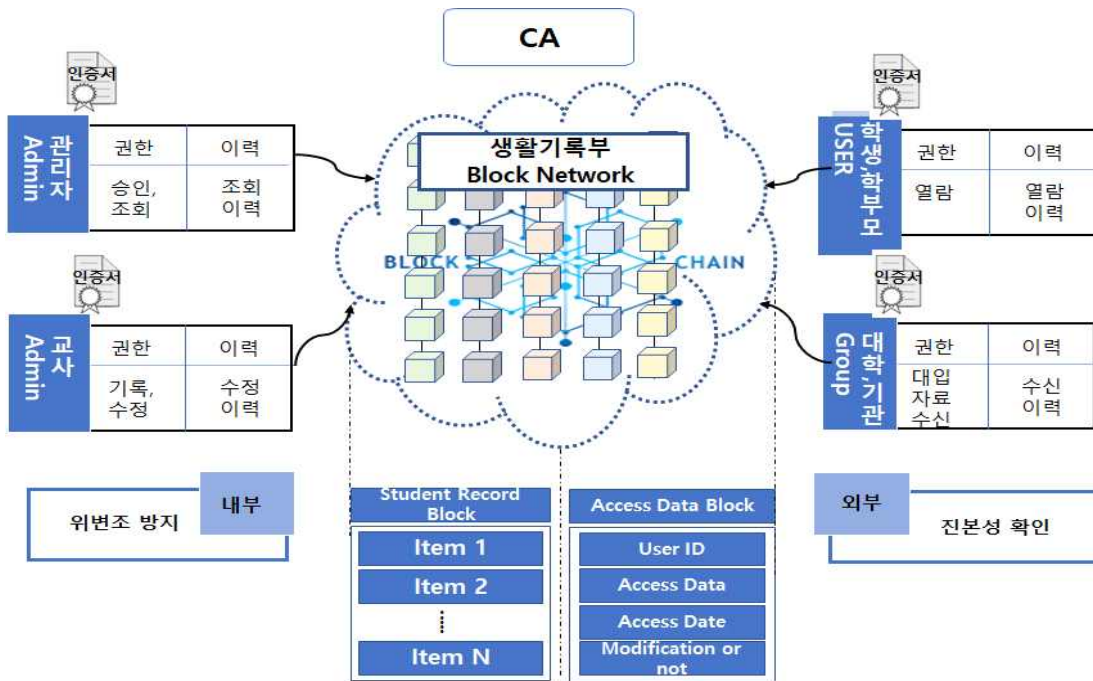 CA
인증서
관리자
Admin
권한
이력
승인,
조회
조회
이력
인증서
교사
Admin
권한
이력
기록,
수정
수정
이력
생활기록부
Block Network
BLOCK
CHAIN
인증서
학생,학부모
USER
권한
이력
열람
열람
이력
인증서
대학,기관
Group
권한
이력
대입
자료
수신
수신
이력
내부
위변조 방지
Student Record
Block
Item 1
Item 2
Item N
Access Data Block
User ID
Access Data
Access Date
Modification or
not
외부
진본성 확인